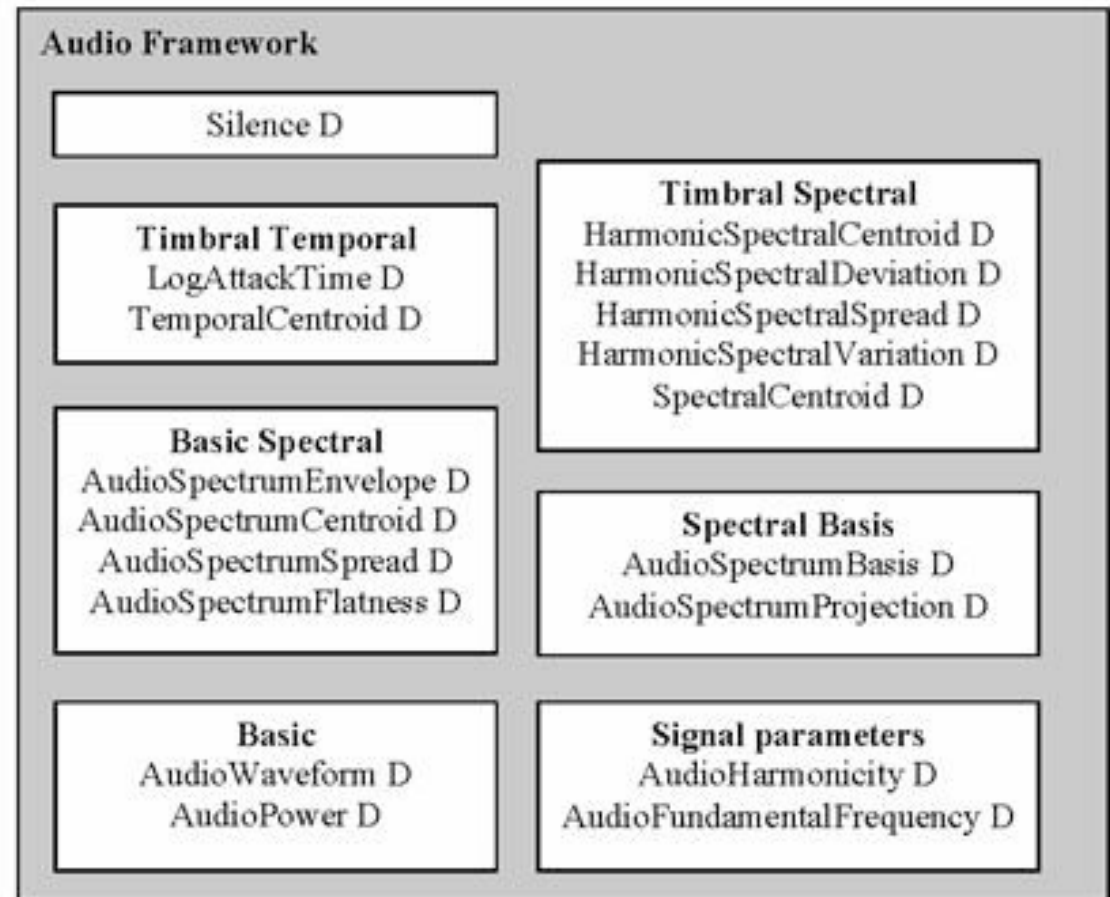 Audio Framework
Silence D
Timbral Temporal
LogAttackTime D
TemporalCentroid D
Basic Spectral
AudioSpectrumEnvelope D
AudioSpectrumCentroid D
AudioSpectrumSpread D
AudioSpectrumFlatness D
Basic
AudioWaveform D
AudioPower D
Timbral Spectral
HarmonicSpectralCentroid D
HarmonicSpectralDeviation D
HarmonicSpectralSpread D
HarmonicSpectralVariation D
SpectralCentroid D
Spectral Basis
AudioSpectrumBasis D
AudioSpectrumProjection D
Signal parameters
AudioHarmonicity D
AudioFundamentalFrequency D